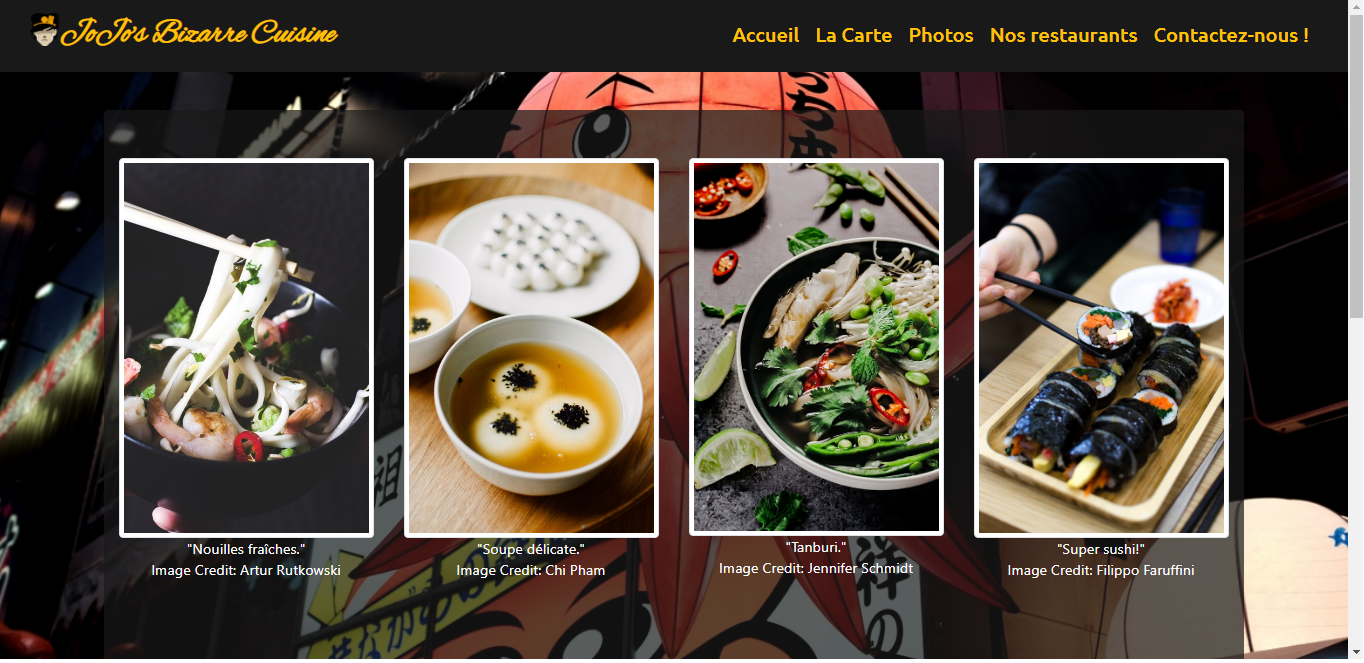 JoJo's Bizarre Cuisine
Accueil La Carte Photos Nos restaurants Contactez-nous !
"Nouilles fraîches."
Image Credit: Artur Rutkowski
"Soupe délicate."
Image Credit: Chi Pham
"Tanburi."
Image Credit: Jennifer Schmidt
"Super sushi!"
Image Credit: Filippo Faruffini